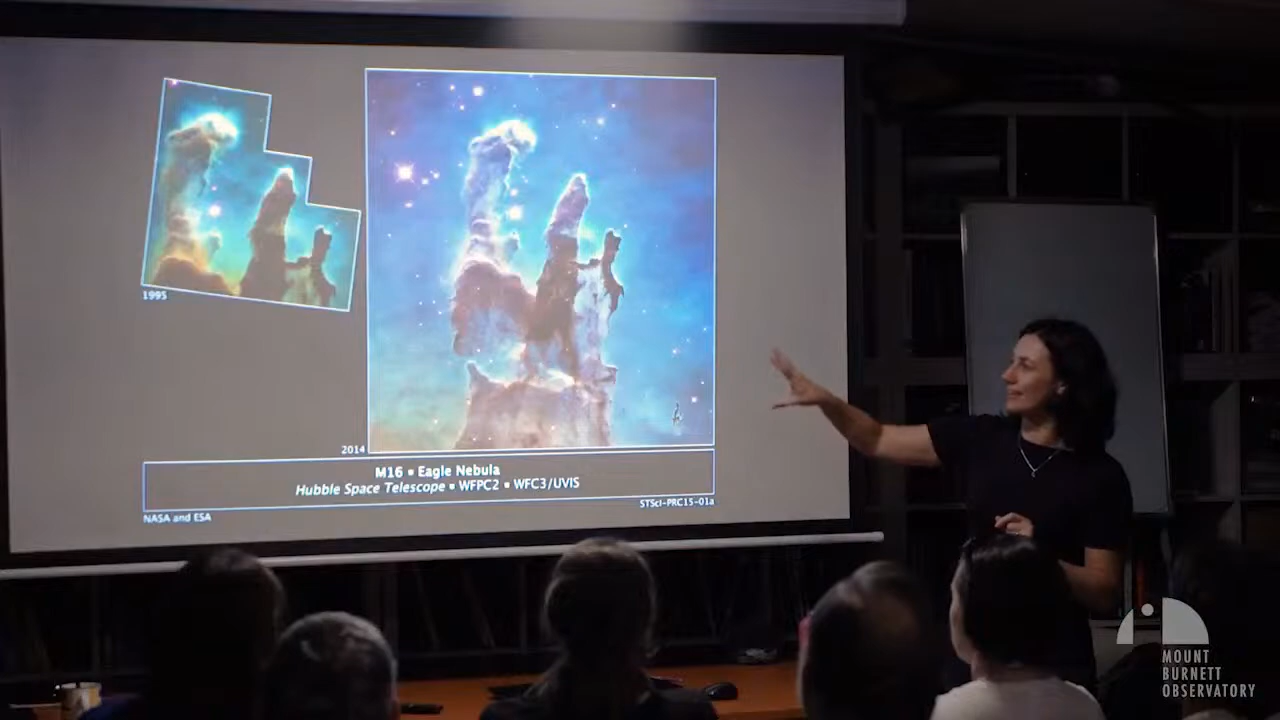 1995
2014
M16 ▪ Eagle Nebula
Hubble Space Telescope ▪ WFPC2 ▪ WFC3/UVIS
STScI-PRC15-01a
NASA and ESA
MOUNT
BURNETT
OBSERVATORY